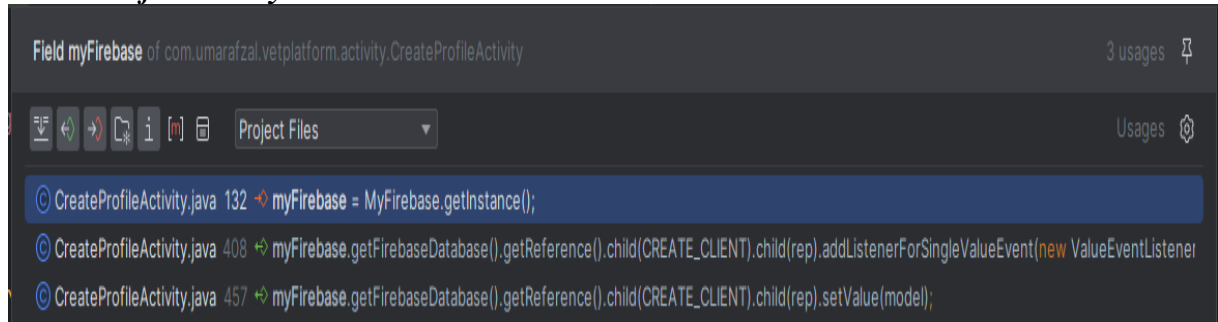 Field myFirebase of com.umarafzal.vetplatform.activity.CreateProfileActivity 3 usages
Project Files Usages
CreateProfileActivity.java 132 myFirebase = MyFirebase.getInstance();
CreateProfileActivity.java 408 myFirebase.getFirebaseDatabase().getReference().child(CREATE_CLIENT).child(rep).addListenerForSingleValueEvent(new ValueEventListener
CreateProfileActivity.java 457 myFirebase.getFirebaseDatabase().getReference().child(CREATE_CLIENT).child(rep).setValue(model);